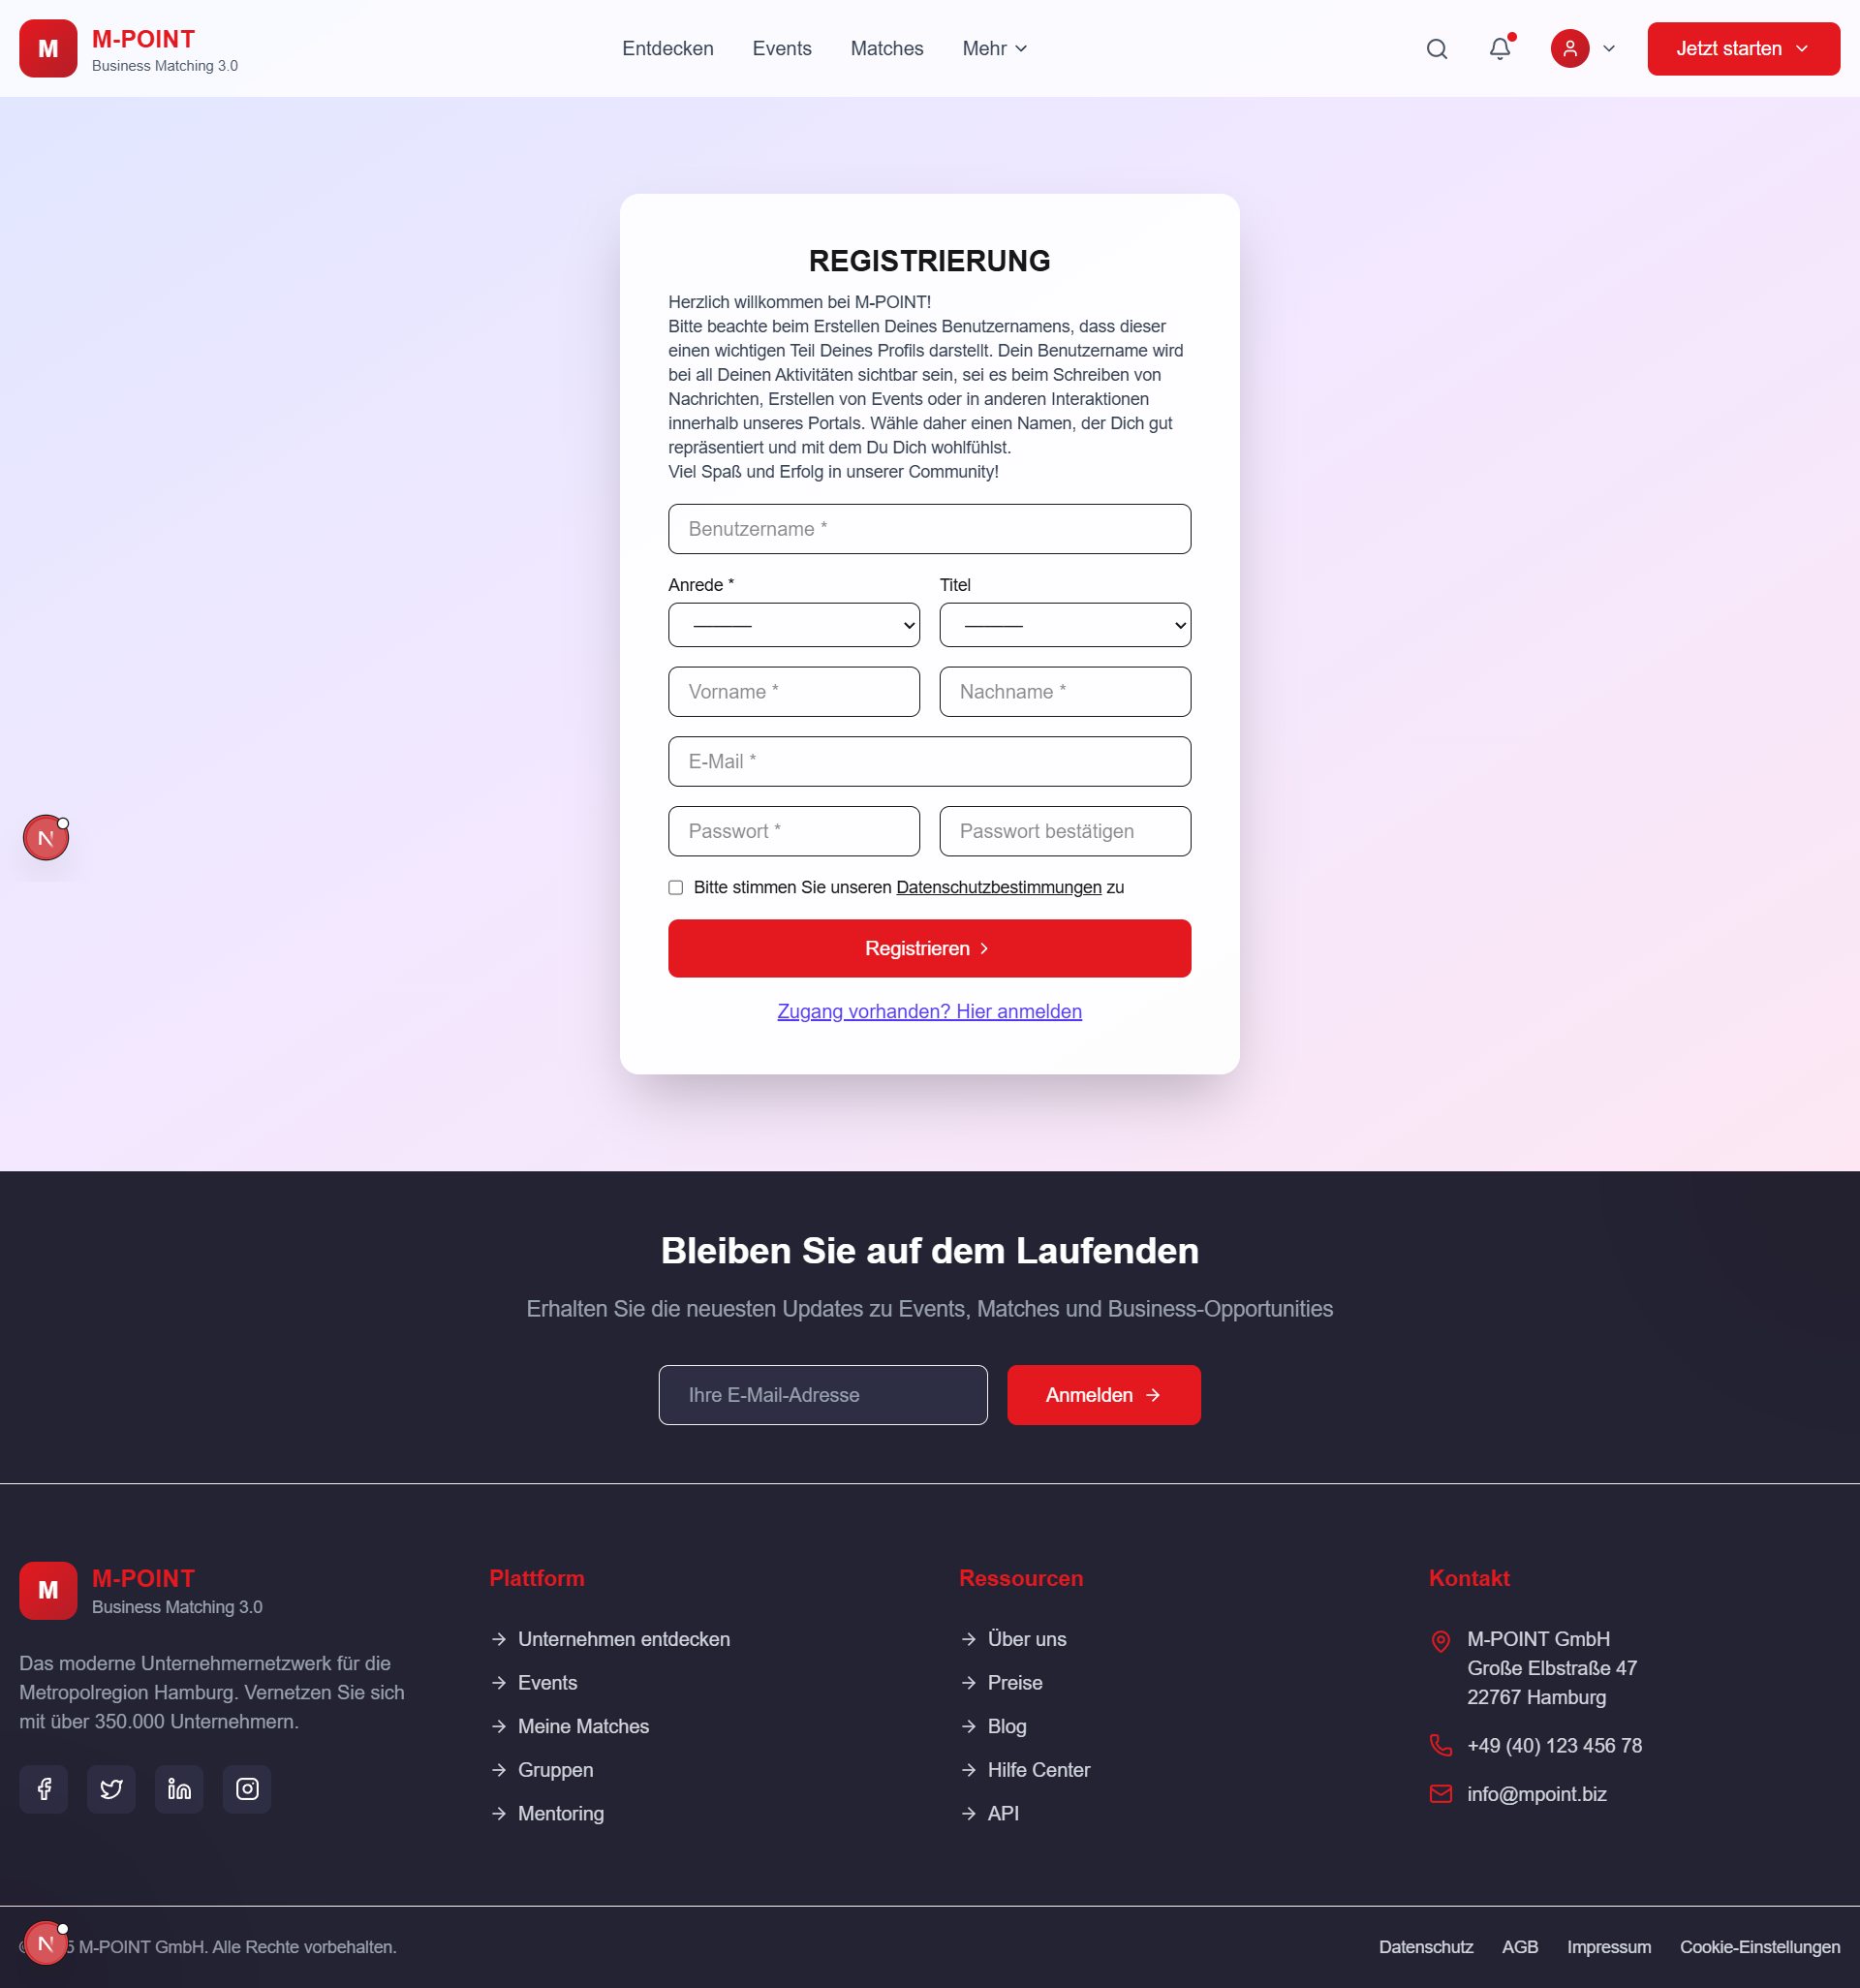 M
M-POINT
Business Matching 3.0
Entdecken
Events
Matches
Mehr
Jetzt starten
REGISTRIERUNG
Herzlich willkommen bei M-POINT!
Bitte beachte beim Erstellen Deines Benutzernamens, dass dieser
einen wichtigen Teil Deines Profils darstellt. Dein Benutzername wird
bei all Deinen Aktivitäten sichtbar sein, sei es beim Schreiben von
Nachrichten, Erstellen von Events oder in anderen Interaktionen
innerhalb unseres Portals. Wähle daher einen Namen, der Dich gut
repräsentiert und mit dem Du Dich wohlfühlst.
Viel Spaß und Erfolg in unserer Community!
Benutzername *
Anrede *
Titel
———
———
Vorname *
Nachname *
E-Mail *
Passwort *
Passwort bestätigen
N
Bitte stimmen Sie unseren Datenschutzbestimmungen zu
Registrieren
Zugang vorhanden? Hier anmelden
Bleiben Sie auf dem Laufenden
Erhalten Sie die neuesten Updates zu Events, Matches und Business-Opportunities
Ihre E-Mail-Adresse
Anmelden
M
M-POINT
Business Matching 3.0
Das moderne Unternehmernetzwerk für die
Metropolregion Hamburg. Vernetzen Sie sich
mit über 350.000 Unternehmern.
Plattform
Unternehmen entdecken
Events
Meine Matches
Gruppen
Mentoring
Ressourcen
Über uns
Preise
Blog
Hilfe Center
API
Kontakt
M-POINT GmbH
Große Elbstraße 47
22767 Hamburg
+49 (40) 123 456 78
info@mpoint.biz
N
M-POINT GmbH. Alle Rechte vorbehalten.
Datenschutz
AGB
Impressum
Cookie-Einstellungen